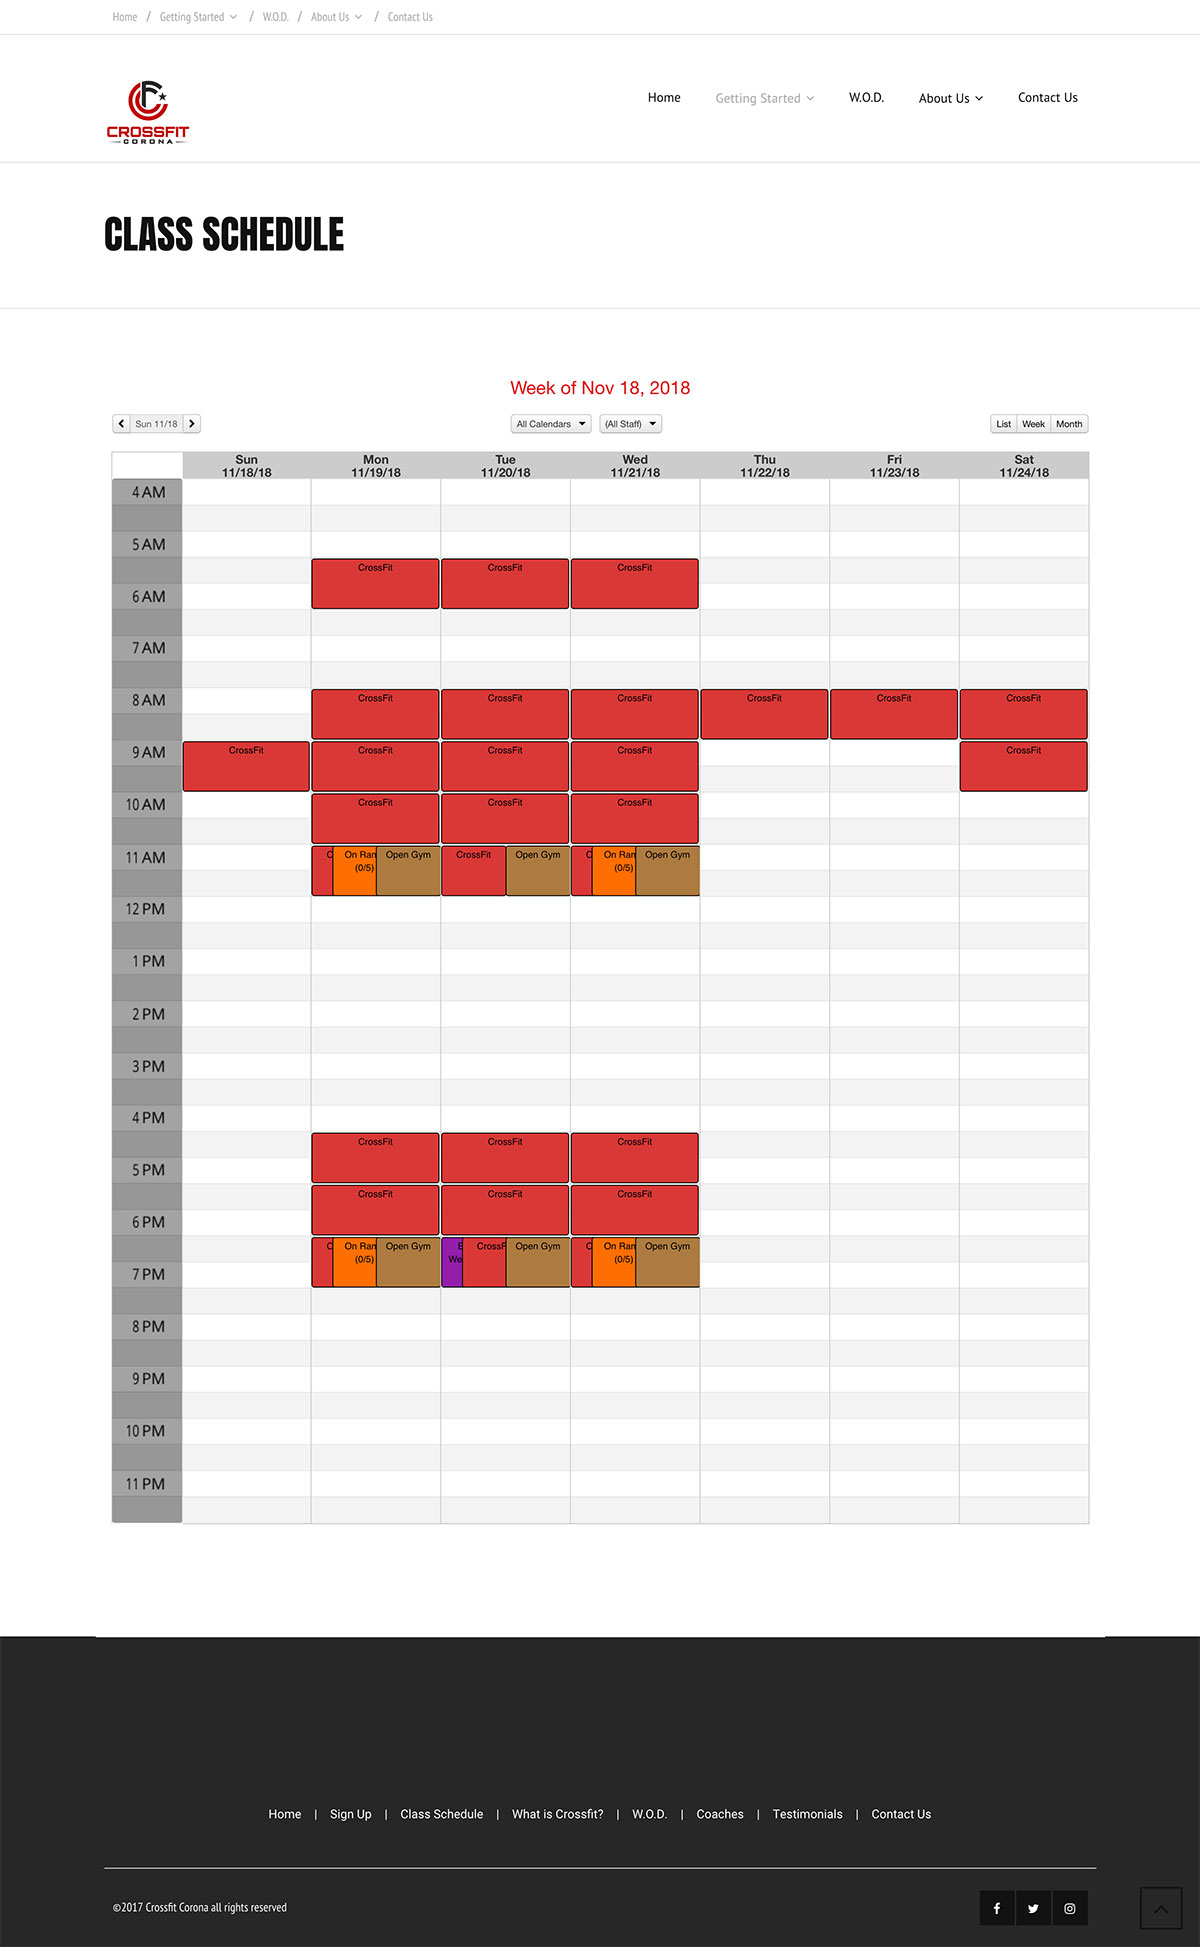 Home / Getting Started / W.O.D. / About Us / Contact Us
CROSSFIT
CORONA
Home Getting Started W.O.D. About Us Contact Us
CLASS SCHEDULE
Week of Nov 18, 2018
Sun 11/18 All Calendars (All Staff) List Week Month
Sun Mon Tue Wed Thu Fri Sat
11/18/18 11/19/18 11/20/18 11/21/18 11/22/18 11/23/18 11/24/18
4 AM
5 AM
CrossFit CrossFit CrossFit
6 AM
7 AM
8 AM CrossFit CrossFit CrossFit CrossFit CrossFit CrossFit
9 AM CrossFit CrossFit CrossFit CrossFit CrossFit
10 AM CrossFit CrossFit CrossFit
11 AM C On Ran Open Gym CrossFit Open Gym C On Ran Open Gym
(0/5) (0/5)
12 PM
1 PM
2 PM
3 PM
4 PM
CrossFit CrossFit CrossFit
5 PM
CrossFit CrossFit CrossFit
6 PM
C On Ran Open Gym E CrossF Open Gym C On Ran Open Gym
(0/5) We (0/5)
7 PM
8 PM
9 PM
10 PM
11 PM
Home | Sign Up | Class Schedule | What is Crossfit? | W.O.D. | Coaches | Testimonials | Contact Us
©2017 Crossfit Corona all rights reserved